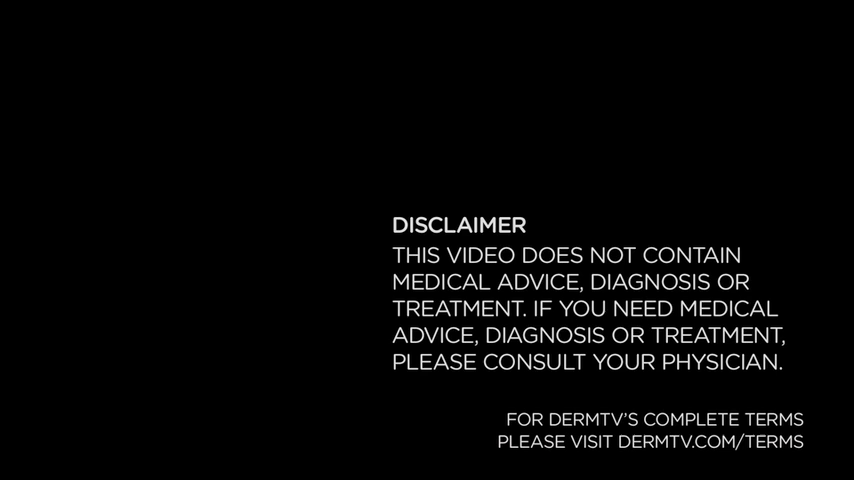 DISCLAIMER
THIS VIDEO DOES NOT CONTAIN
MEDICAL ADVICE, DIAGNOSIS OR
TREATMENT. IF YOU NEED MEDICAL
ADVICE, DIAGNOSIS OR TREATMENT,
PLEASE CONSULT YOUR PHYSICIAN.
FOR DERMTV'S COMPLETE TERMS
PLEASE VISIT DERMTV.COM/TERMS